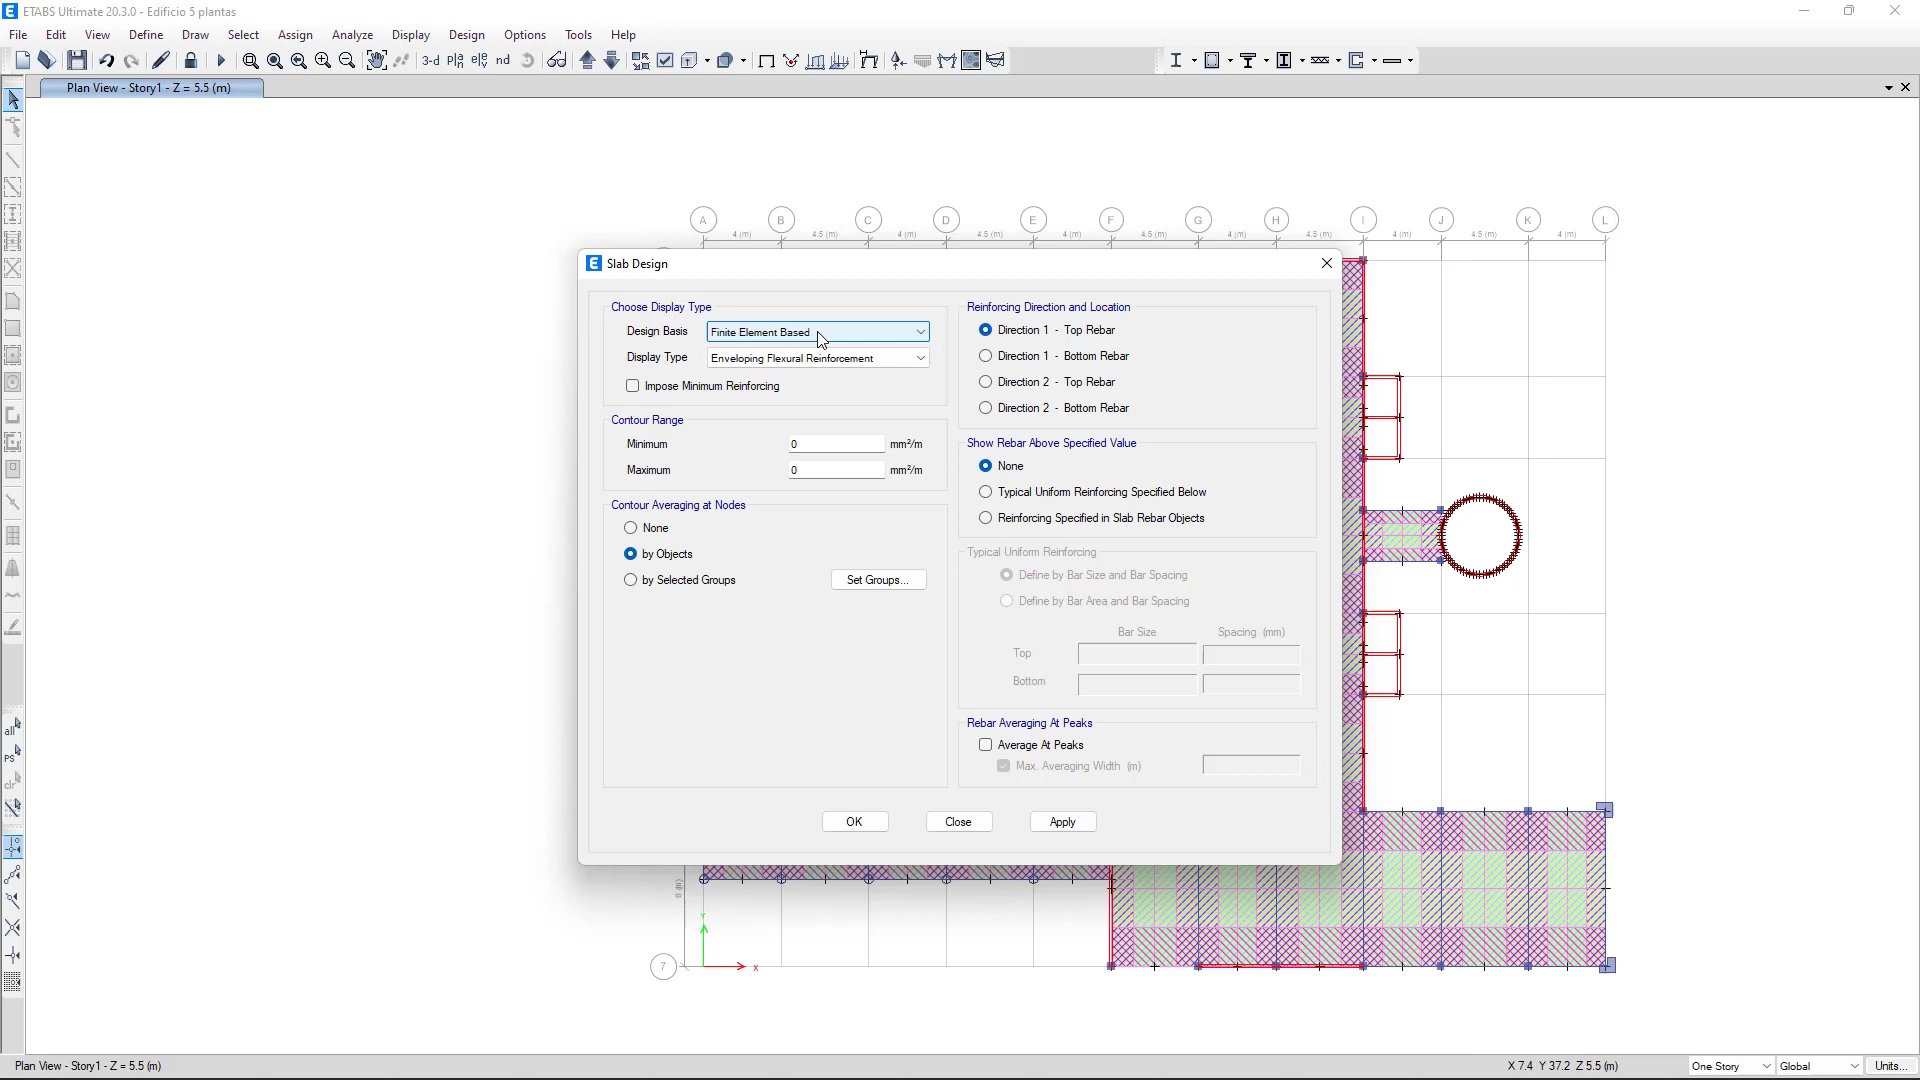 ETABS Ultimate 20.3.0 - Edificio 5 plantas
File Edit View Define Draw Select Assign Analyze Display Design Options Tools Help
3-d nd
Plan View - Story1 - Z = 5.5 (m)
A B C D E F G H I J K L
4 (m) 4.5 (m) 4 (m) 4.5 (m) 4 (m) 4.5 (m) 4 (m) 4.5 (m) 4 (m) 4.5 (m) 4 (m)
E Slab Design
Choose Display Type
Design Basis Finite Element Based
Display Type Enveloping Flexural Reinforcement
Impose Minimum Reinforcing
Contour Range
Minimum 0 mm²/m
Maximum 0 mm²/m
Contour Averaging at Nodes
None
by Objects
by Selected Groups Set Groups...
Reinforcing Direction and Location
Direction 1 - Top Rebar
Direction 1 - Bottom Rebar
Direction 2 - Top Rebar
Direction 2 - Bottom Rebar
Show Rebar Above Specified Value
None
Typical Uniform Reinforcing Specified Below
Reinforcing Specified in Slab Rebar Objects
Typical Uniform Reinforcing
Define by Bar Size and Bar Spacing
Define by Bar Area and Bar Spacing
Bar Size Spacing (mm)
Top
Bottom
Rebar Averaging At Peaks
Average At Peaks
Max. Averaging Width (m)
OK Close Apply
all
PS
clr
8 (m)
Y
X
7
Plan View - Story1 - Z = 5.5 (m)
X 7.4 Y 37.2 Z 5.5 (m)
One Story Global Units...